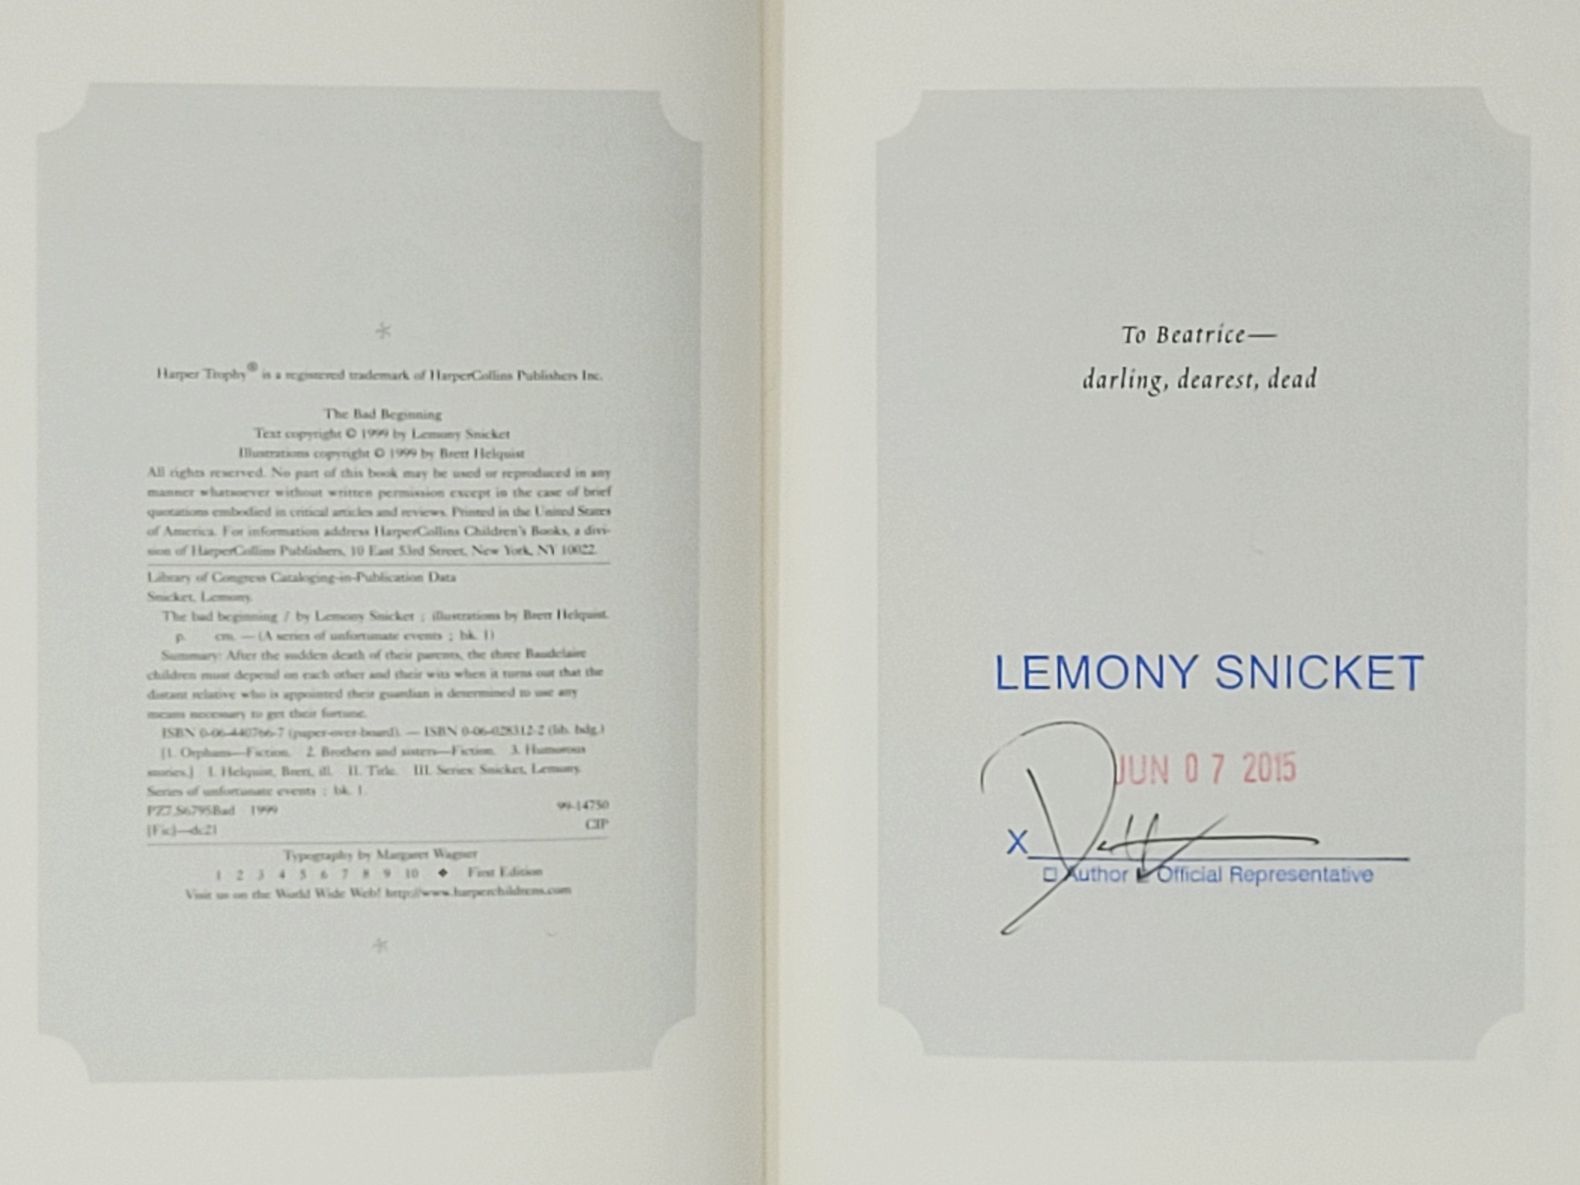 *
Harper Trophy® is a registered trademark of HarperCollins Publishers Inc.
The Bad Beginning
Text copyright © 1999 by Lemony Snicket
Illustrations copyright © 1999 by Brett Helquist
All rights reserved. No part of this book may be used or reproduced in any
manner whatsoever without written permission except in the case of brief
quotations embodied in critical articles and reviews. Printed in the United States
of America. For information address HarperCollins Children's Books, a divi-
sion of HarperCollins Publishers, 10 East 53rd Street, New York, NY 10022.
Library of Congress Cataloging-in-Publication Data
Snicket, Lemony.
The bad beginning / by Lemony Snicket ; illustrations by Brett Helquist.
p. cm. — (A series of unfortunate events ; bk. 1)
Summary: After the sudden death of their parents, the three Baudelaire
children must depend on each other and their wits when it turns out that the
distant relative who is appointed their guardian is determined to use any
means necessary to get their fortune.
ISBN 0-06-440766-7 (paper-over-board). — ISBN 0-06-028312-2 (lib. bdg.)
[1. Orphans—Fiction. 2. Brothers and sisters—Fiction. 3. Humorous
stories.] I. Helquist, Brett, ill. II. Title. III. Series: Snicket, Lemony.
Series of unfortunate events ; bk. 1.
PZ7.S6795Bad 1999 99-14750
[Fic]—dc21 CIP
Typography by Margaret Wagner
1 2 3 4 5 6 7 8 9 10 ◆ First Edition
Visit us on the World Wide Web! http://www.harperchildrens.com
*
To Beatrice—
darling, dearest, dead
LEMONY SNICKET
JUN 07 2015
X
☐ Author ☐ Official Representative